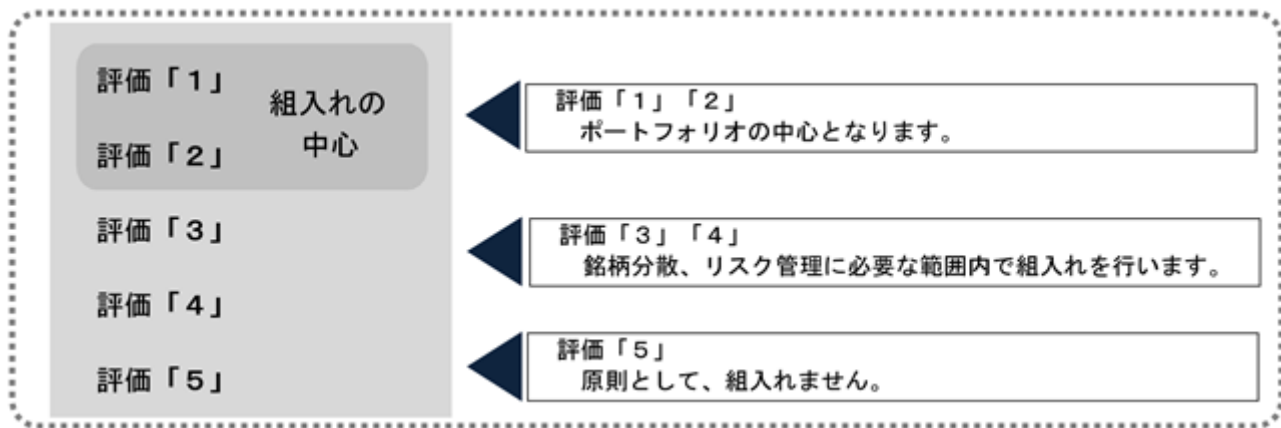 評価「１」
組入れの
中心
評価「２」
評価「３」
評価「４」
評価「５」
評価「１」「２」
ポートフォリオの中心となります。
評価「３」「４」
銘柄分散、リスク管理に必要な範囲内で組入れを行います。
評価「５」
原則として、組入れません。